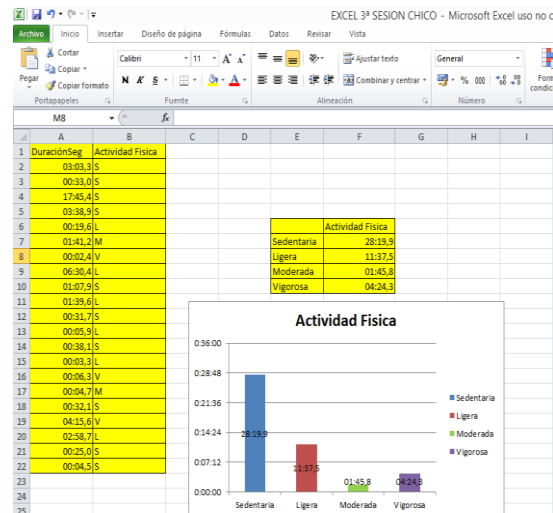 EXCEL 3ª SESION CHICO - Microsoft Excel uso no c
Archivo Inicio Insertar Diseño de página Fórmulas Datos Revisar Vista
Pegar
Cortar
Copiar
Copiar formato
Portapapeles
Calibri 11 A A
N K S A
Fuente
Ajustar texto
Combinar y centrar
Alineación
General
% 000
Número
Form
condic
M8 fx
A B C D E F G H I
1 DuraciónSeg Actividad Fisica
2 03:03,3 S
3 00:33,0 S
4 17:45,4 S
5 03:38,9 S
6 00:19,6 L Actividad Fisica
7 01:41,2 M Sedentaria 28:19,9
8 00:02,4 V Ligera 11:37,5
9 06:30,4 L Moderada 01:45,8
10 01:07,9 S Vigorosa 04:24,3
11 01:39,6 L
12 00:31,7 S
13 00:05,9 L
14 00:38,1 S
15 00:03,3 L
16 00:06,3 V
17 00:04,7 M
18 00:32,1 S
19 04:15,6 V
20 02:58,7 L
21 00:25,0 S
22 00:04,5 S
23
24
25
Actividad Fisica
0:36:00
0:28:48
0:21:36
0:14:24
0:07:12
0:00:00
28:19,9
11:37,5
01:45,8
04:24,3
Sedentaria Ligera Moderada Vigorosa
Sedentaria
Ligera
Moderada
Vigorosa